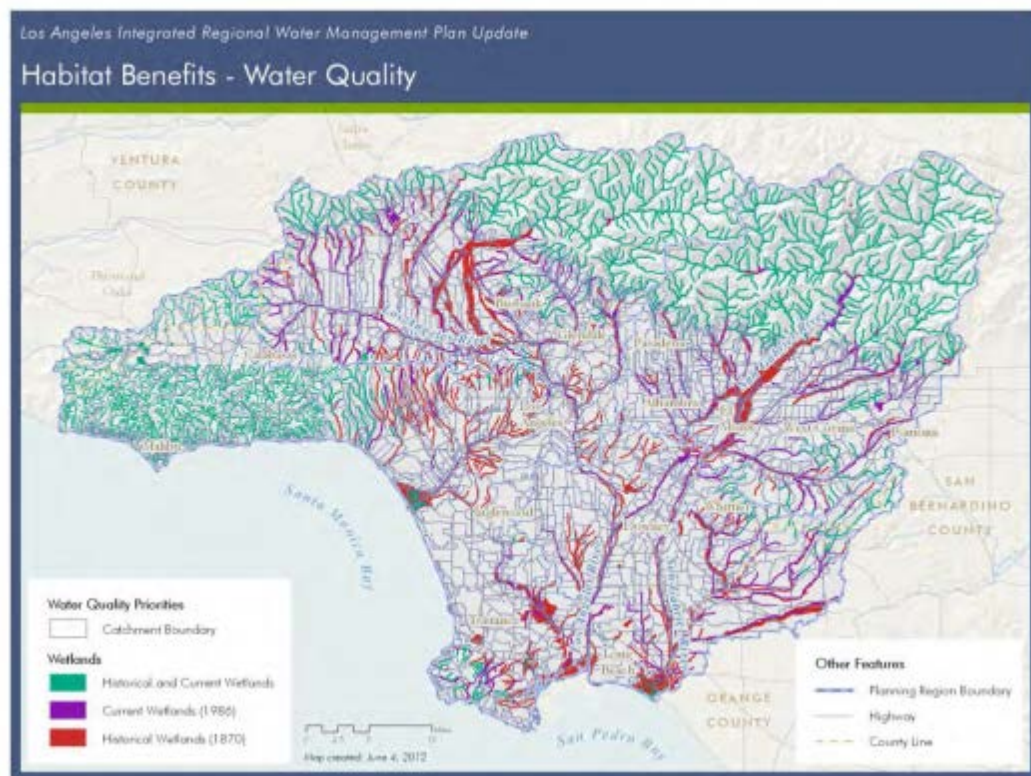 Los Angeles Integrated Regional Water Management Plan Update
Habitat Benefits - Water Quality
VENTURA
COUNTY
Burbank
Glendale
Pasadena
Calabasas
Alhambra
El
Monte
West Covina
Pomona
Los
Angeles
Malibu
SAN
BERNARDINO
COUNTY
Santa Monica Bay
Inglewood
Whittier
Downey
Torrance
Long
Beach
ORANGE
COUNTY
San Pedro Bay
Water Quality Priorities
Catchment Boundary
Wetlands
Historical and Current Wetlands
Current Wetlands (1986)
Historical Wetlands (1870)
Map created: June 4, 2012
Other Features
Planning Region Boundary
Highway
County Line